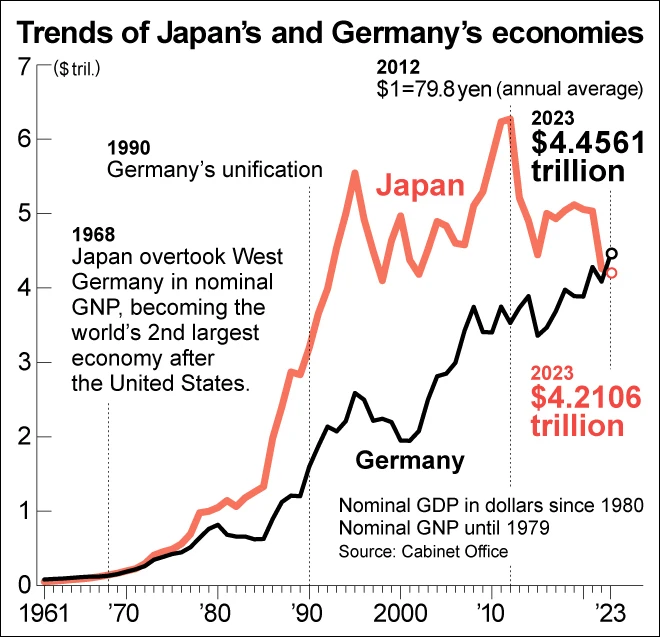 Trends of Japan's and Germany's economies
7
($ tril.)
2012
$1=79.8 yen (annual average)
2023
$4.4561
trillion
6
1990
Germany's unification
Japan
5
1968
Japan overtook West
Germany in nominal
GNP, becoming the
world's 2nd largest
economy after
the United States.
4
3
2023
$4.2106
trillion
2
Germany
1
Nominal GDP in dollars since 1980
Nominal GNP until 1979
Source: Cabinet Office
0
1961 '70 '80 '90 2000 '10 '23